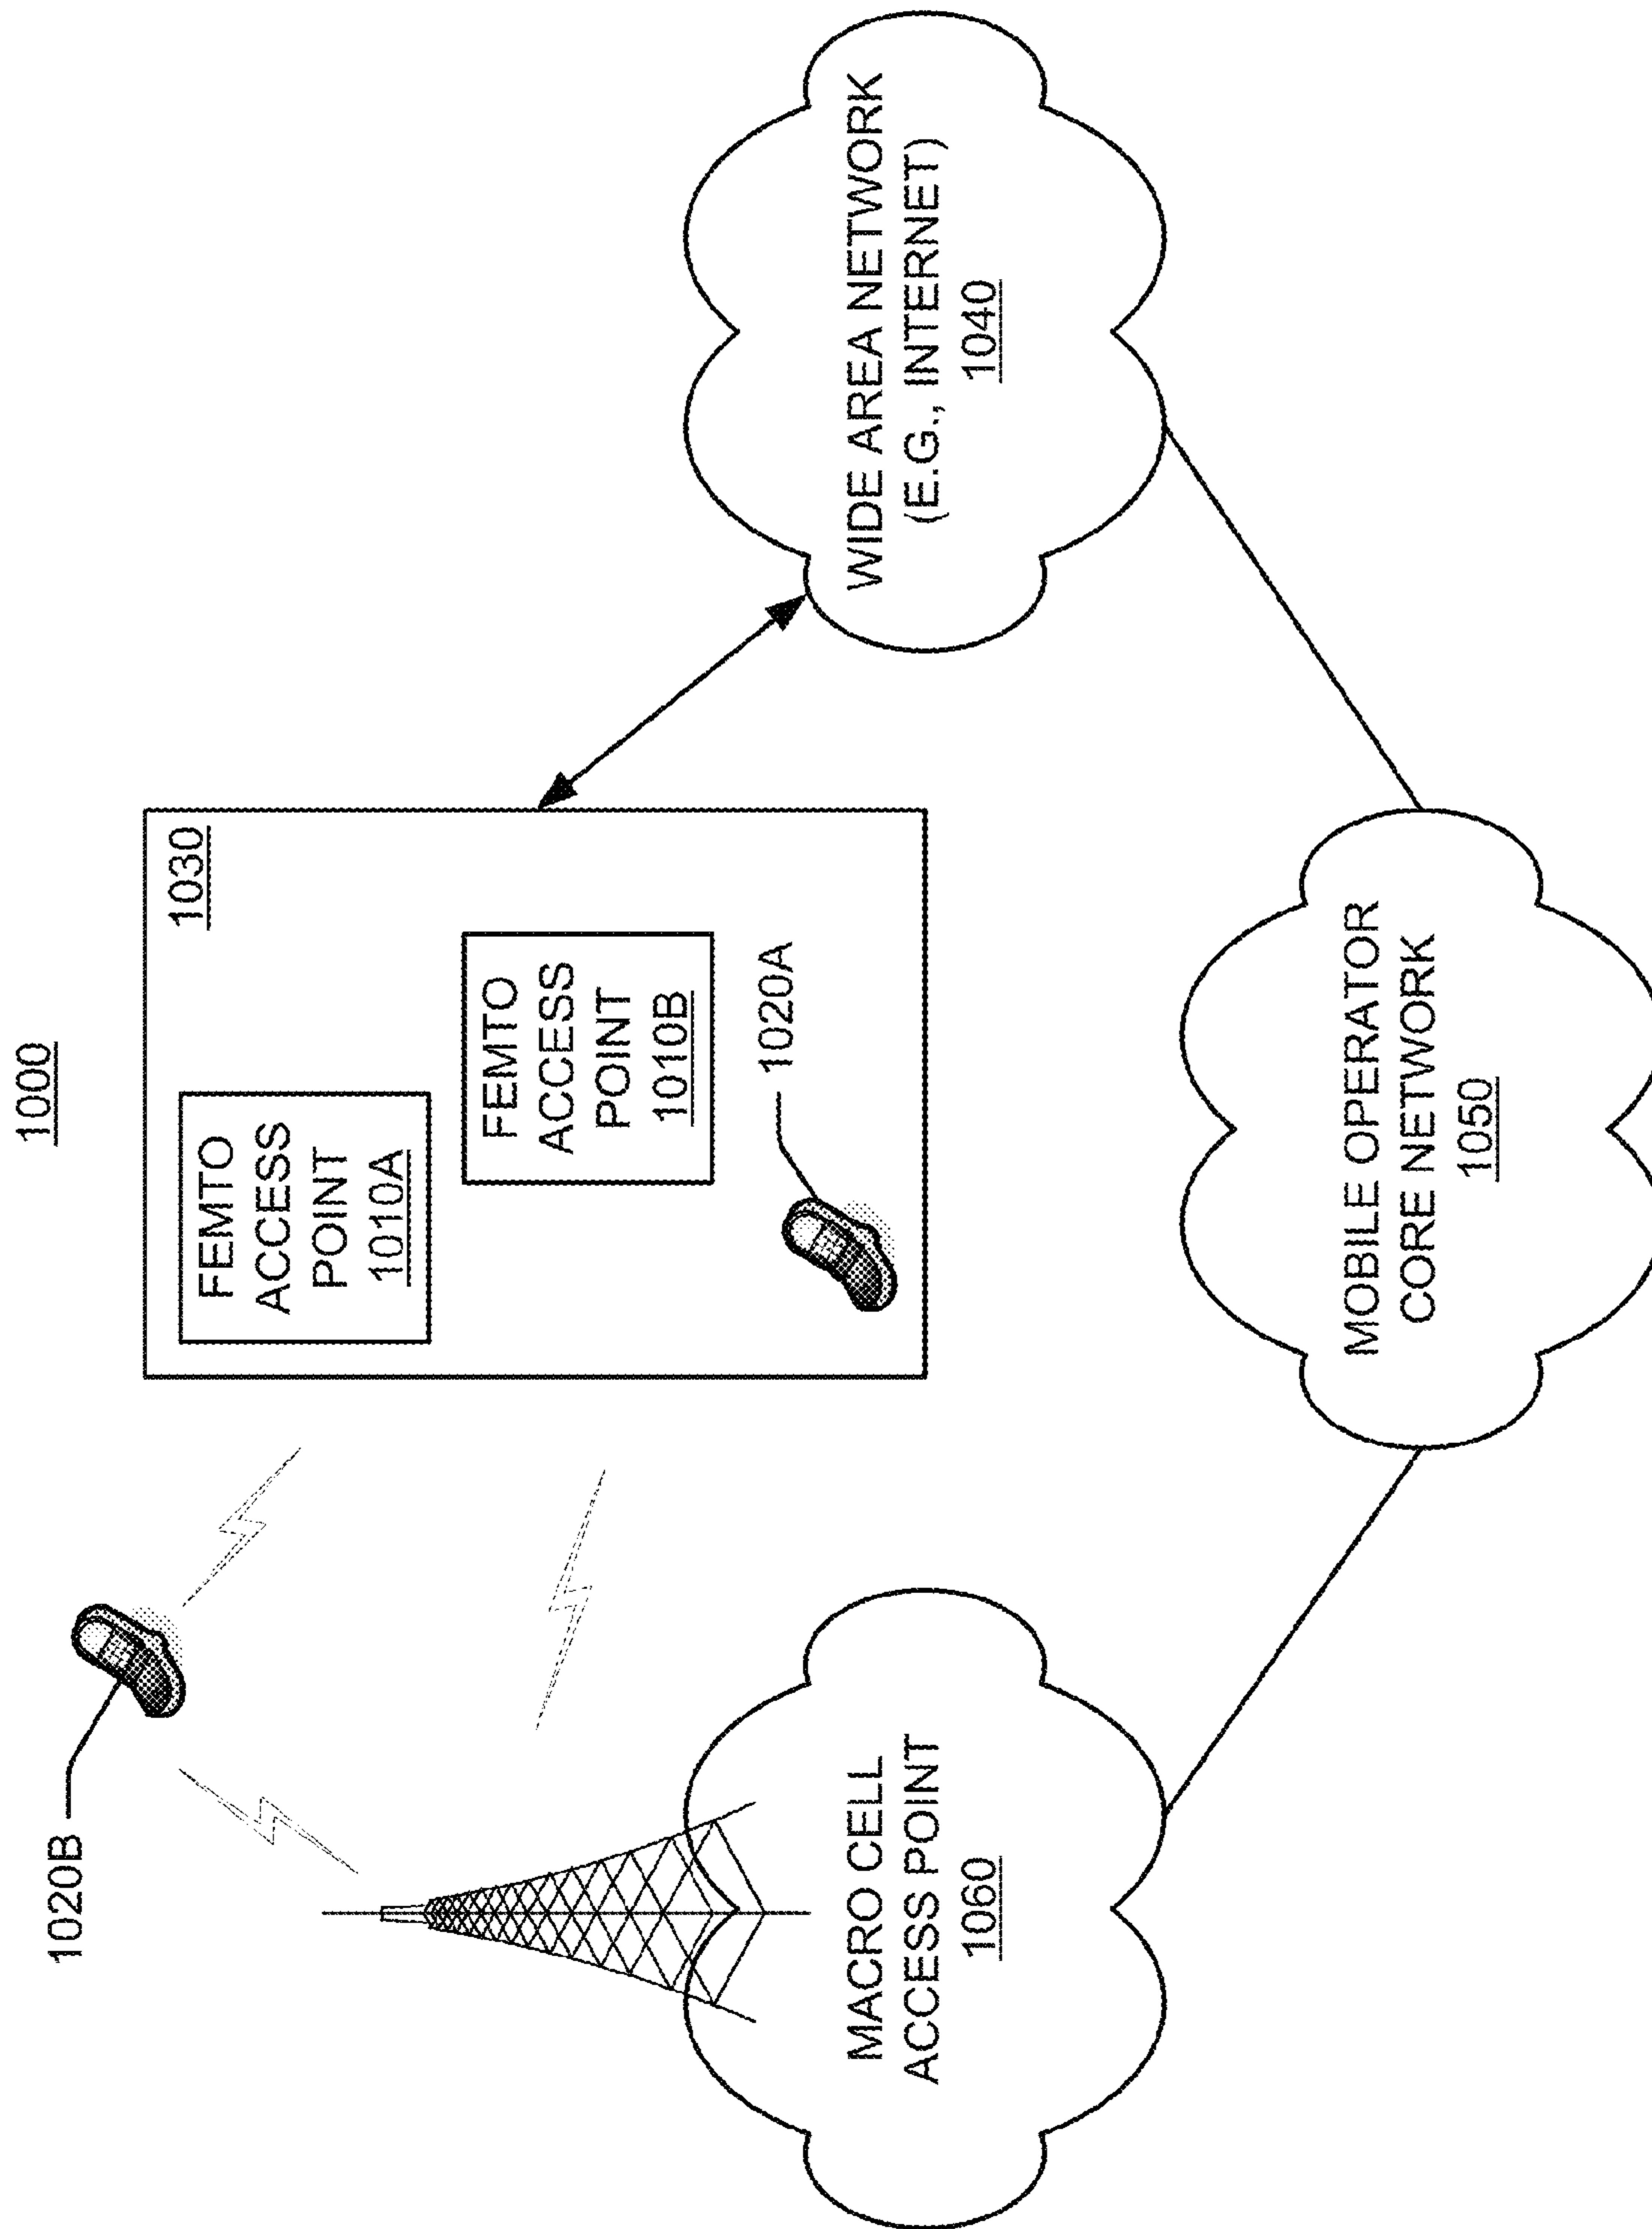 1000
1020B
1030
FEMTO
ACCESS
POINT
1010A
FEMTO
ACCESS
POINT
1010B
1020A
MACRO CELL
ACCESS POINT
1060
WIDE AREA NETWORK
(E.G., INTERNET)
1040
MOBILE OPERATOR
CORE NETWORK
1050